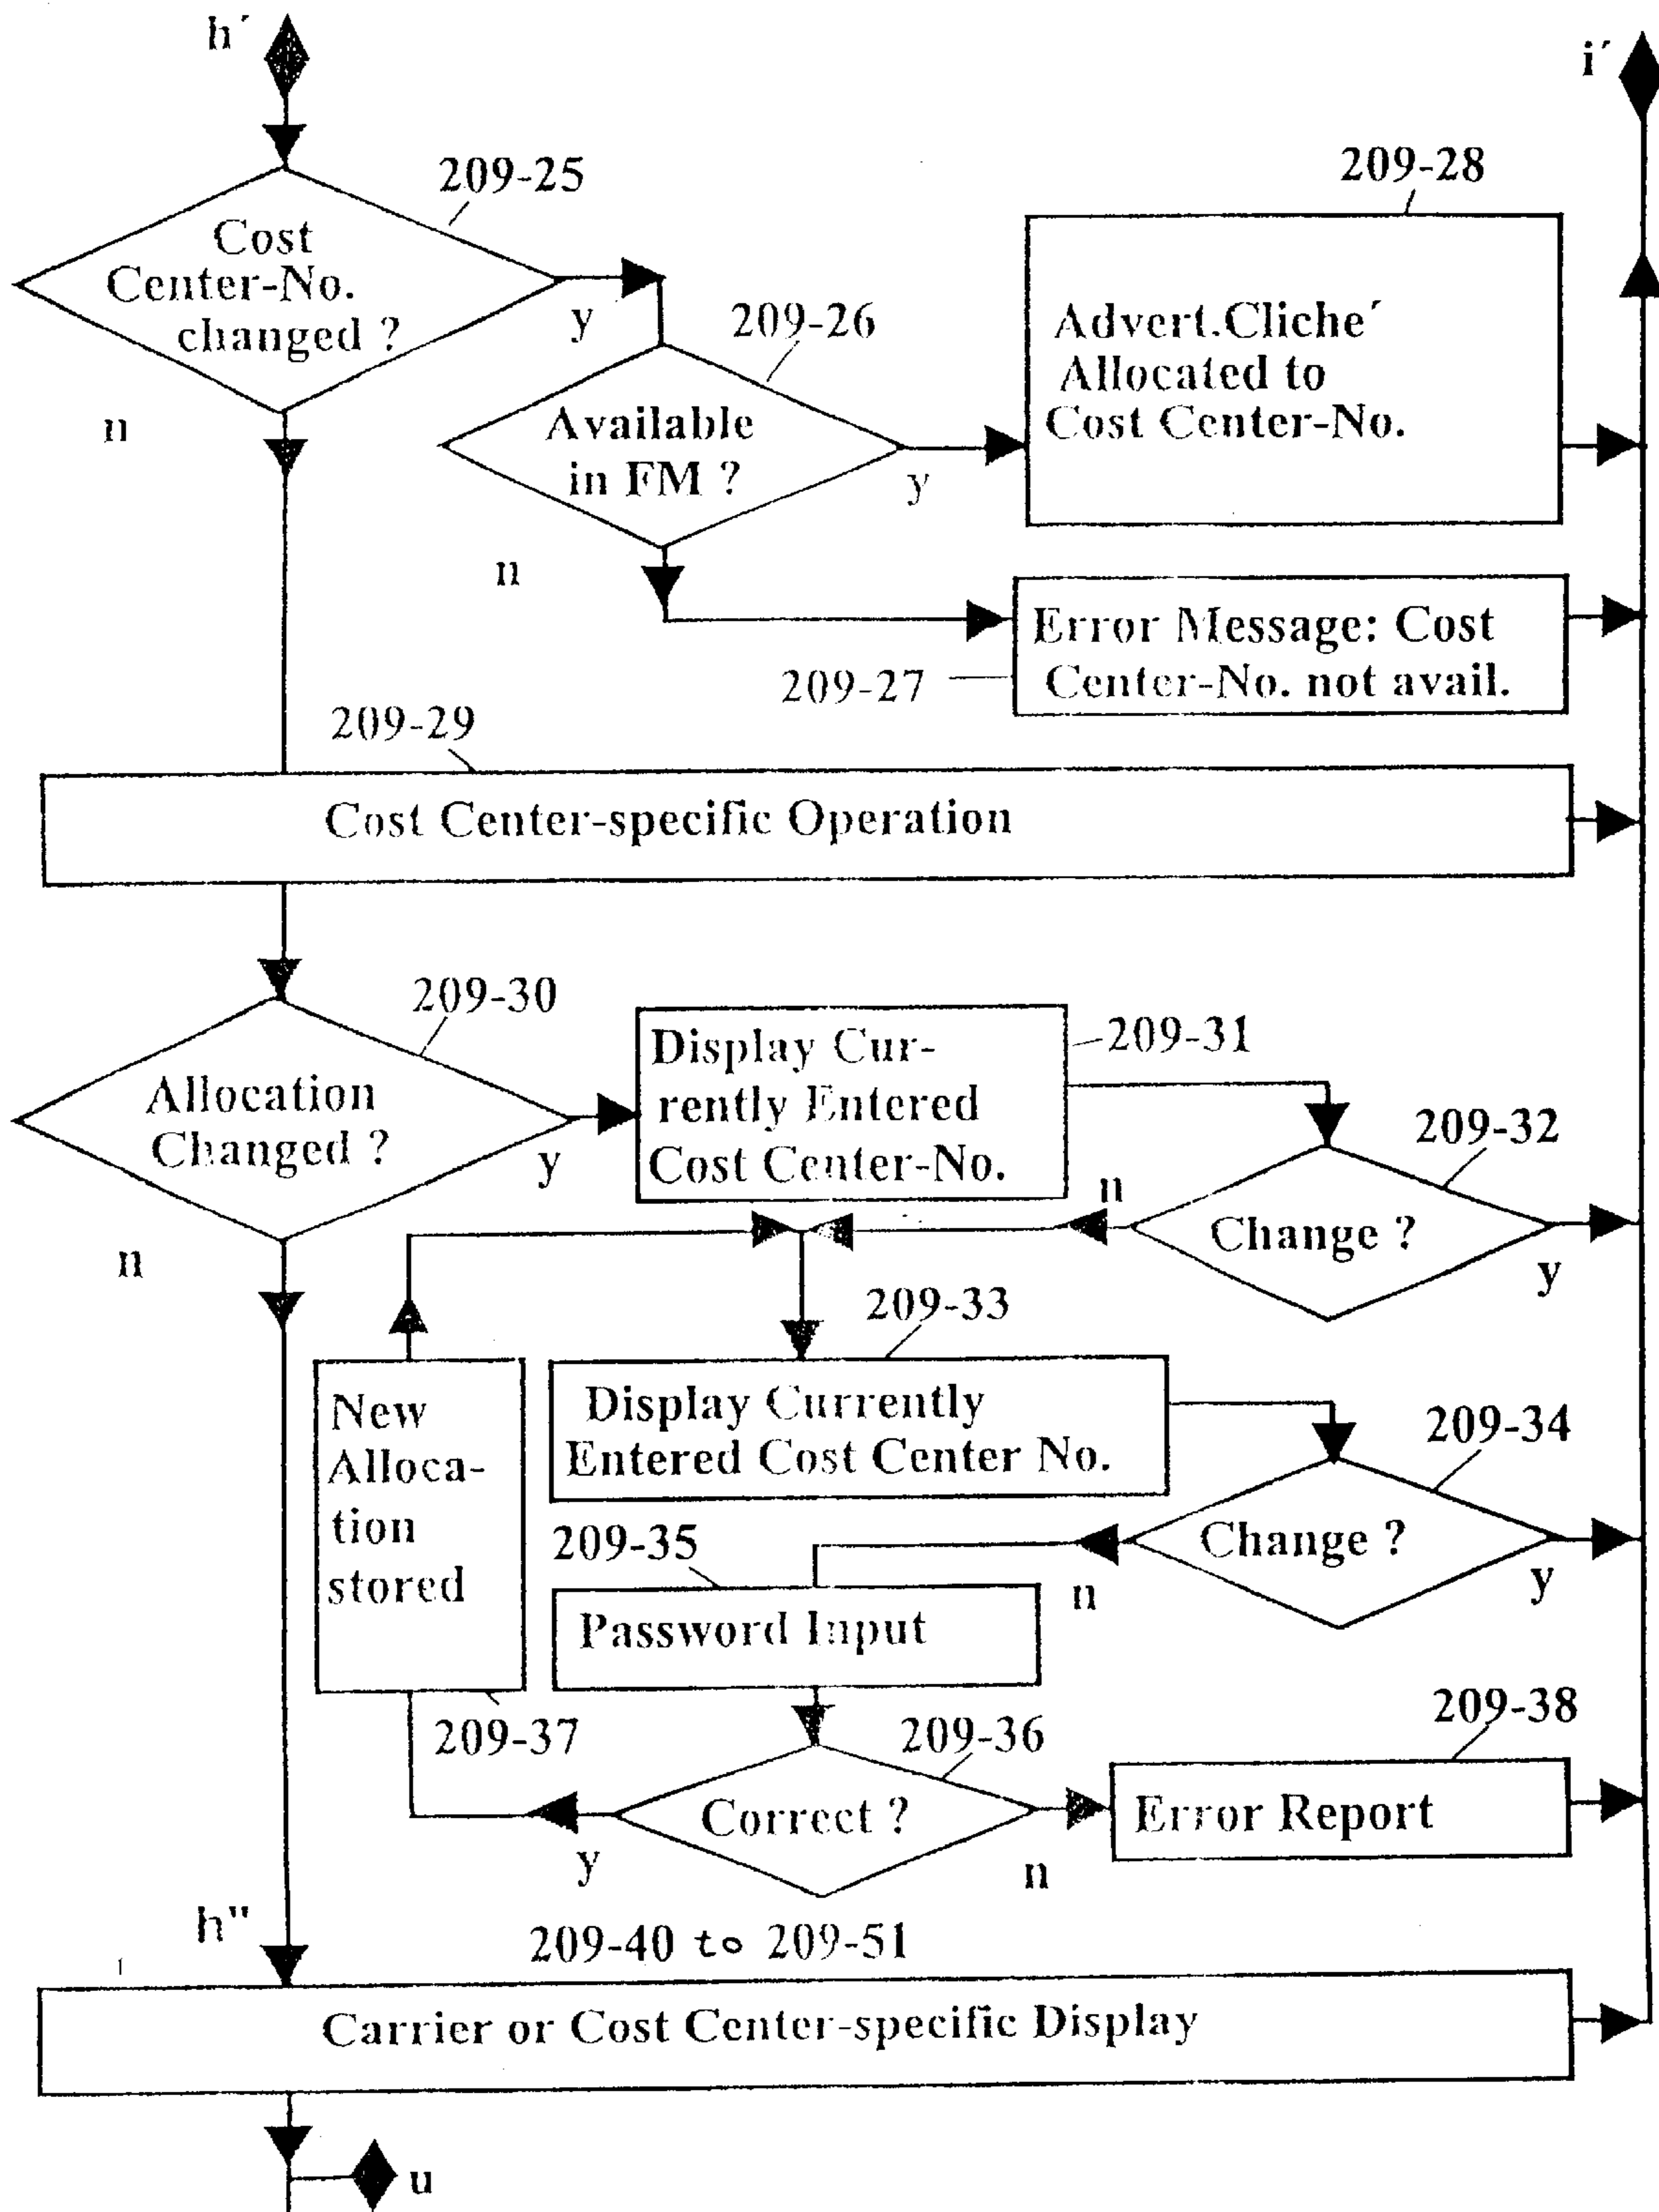 h´
i´
209-25
209-28
Cost
Center-No.
changed ?
y
n
209-26
Available
in FM ?
y
n
Advert.Cliche´
Allocated to
Cost Center-No.
Error Message: Cost
Center-No. not avail.
209-27
209-29
Cost Center-specific Operation
209-30
Allocation
Changed ?
y
n
Display Cur-
rently Entered
Cost Center-No.
209-31
209-32
Change ?
n
y
209-33
Display Currently
Entered Cost Center No.
New
Alloca-
tion
stored
209-34
Change ?
n
y
209-35
Password Input
209-37
209-36
Correct ?
y
n
209-38
Error Report
h"
209-40 to 209-51
Carrier or Cost Center-specific Display
u